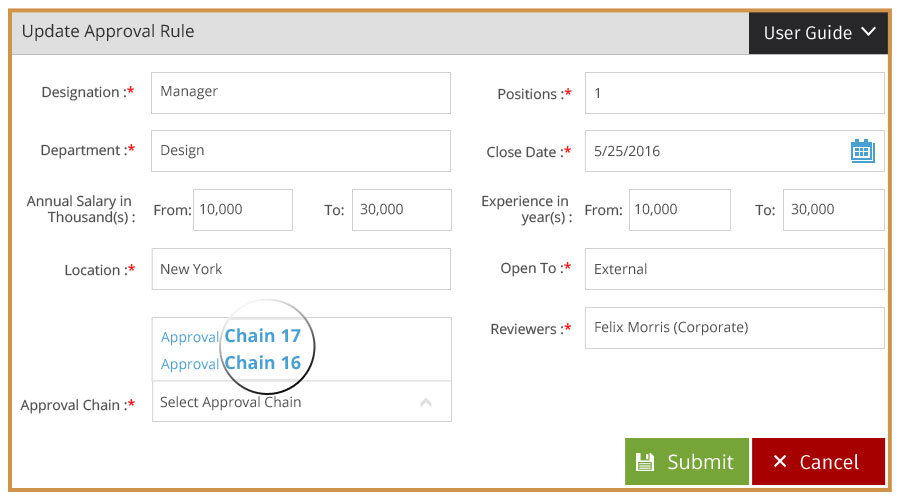 Update Approval Rule
User Guide
Designation :* Manager
Positions :* 1
Department :* Design
Close Date :* 5/25/2016
Annual Salary in
Thousand(s) : From: 10,000 To: 30,000
Experience in
year(s) : From: 10,000 To: 30,000
Location :* New York
Open To :* External
Approval Chain 17
Approval Chain 16
Reviewers :* Felix Morris (Corporate)
Approval Chain :* Select Approval Chain
Submit
Cancel